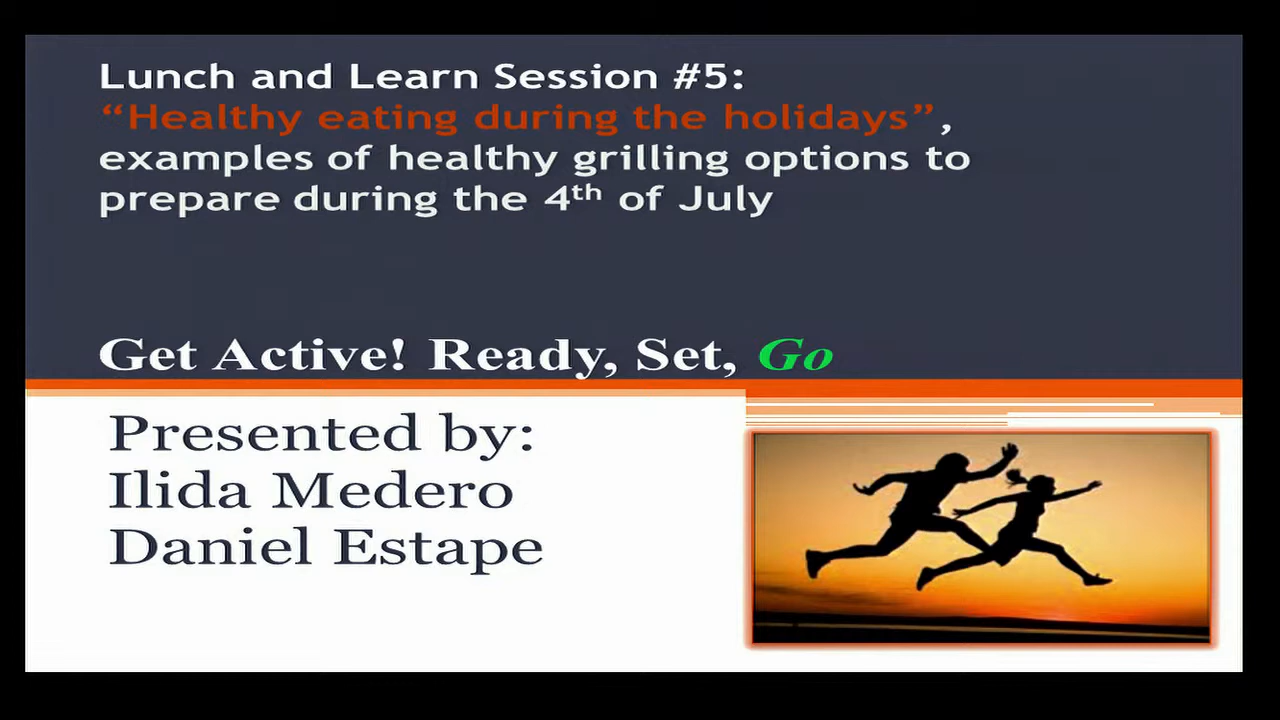 Lunch and Learn Session #5:
“Healthy eating during the holidays”,
examples of healthy grilling options to
prepare during the 4th of July
Get Active! Ready, Set, Go
Presented by:
Ilida Medero
Daniel Estape